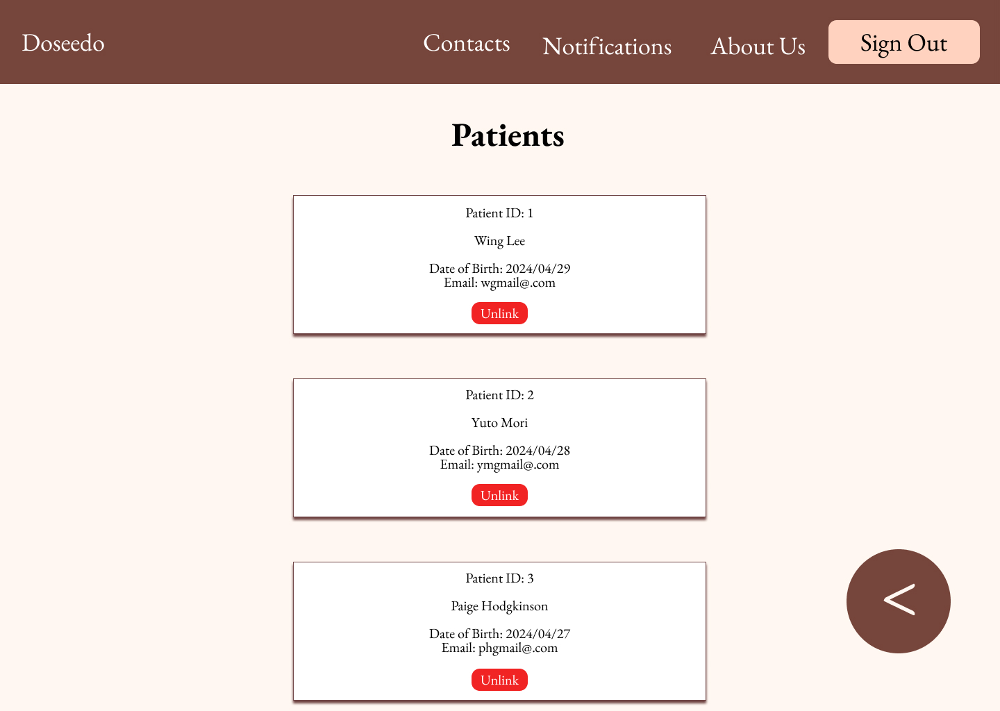 Doseedo
Contacts
Notifications
About Us
Sign Out
Patients
Patient ID: 1
Wing Lee
Date of Birth: 2024/04/29
Email: wgmail@.com
Unlink
Patient ID: 2
Yuto Mori
Date of Birth: 2024/04/28
Email: ymgmail@.com
Unlink
Patient ID: 3
Paige Hodgkinson
Date of Birth: 2024/04/27
Email: phgmail@.com
Unlink
<